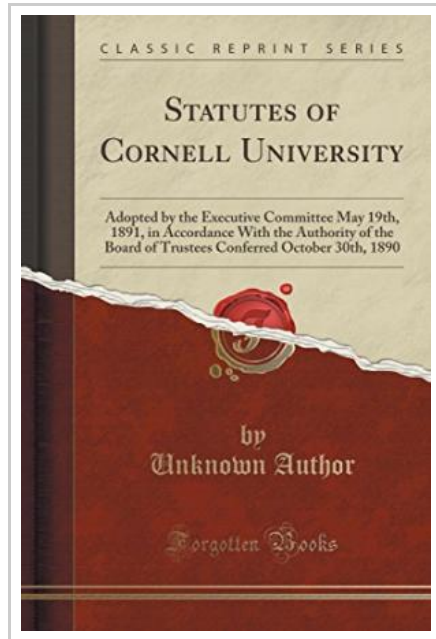 CLASSIC REPRINT SERIES
STATUTES OF
CORNELL UNIVERSITY
Adopted by the Executive Committee May 19th,
1891, in Accordance With the Authority of the
Board of Trustees Conferred October 30th, 1890
by
Unknown Author
Forgotten Books